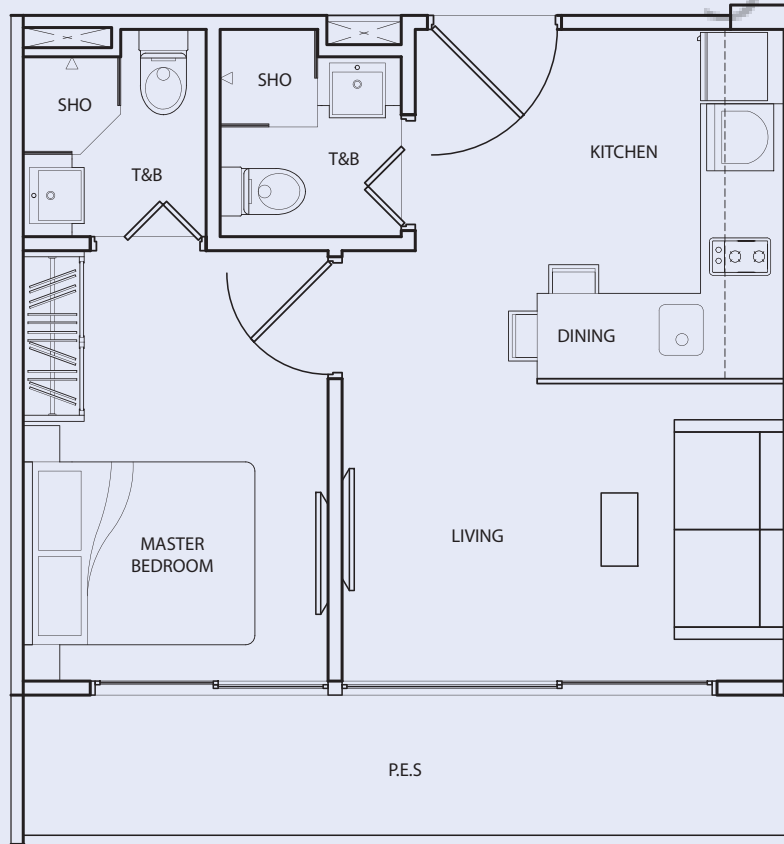 SHO
SHO
KITCHEN
T&B
T&B
DINING
LIVING
MASTER
BEDROOM
P.E.S